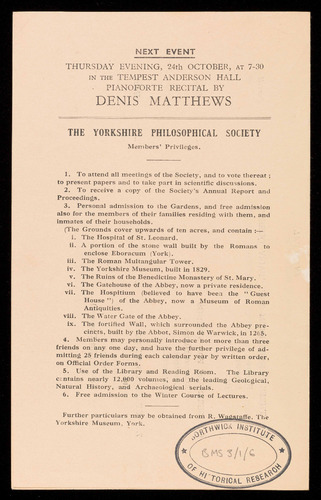 NEXT EVENT
THURSDAY EVENING, 24th OCTOBER, AT 7-30
IN THE TEMPEST ANDERSON HALL
PIANOFORTE RECITAL BY
DENIS MATTHEWS
THE YORKSHIRE PHILOSOPHICAL SOCIETY
Members' Privileges.
1. To attend all meetings of the Society, and to vote thereat ;
to present papers and to take part in scientific discussions.
2. To receive a copy of the Society's Annual Report and
Proceedings.
3. Personal admission to the Gardens, and free admission
also for the members of their families residing with them, and
inmates of their households.
(The Grounds cover upwards of ten acres, and contain :—
i. The Hospital of St. Leonard.
ii. A portion of the stone wall built by the Romans to
enclose Eboracum (York).
iii. The Roman Multangular Tower.
iv. The Yorkshire Museum, built in 1829.
v. The Ruins of the Benedictine Monastery of St. Mary.
vi. The Gatehouse of the Abbey, now a private residence.
vii. The Hospitium (believed to have been the "Guest
House") of the Abbey, now a Museum of Roman
Antiquities.
viii. The Water Gate of the Abbey.
ix. The fortified Wall, which surrounded the Abbey pre-
cincts, built by the Abbot, Simon de Warwick, in 1265.
4. Members may personally introduce not more than three
friends on any one day, and have the further privilege of ad-
mitting 25 friends during each calendar year by written order,
on Official Order Forms.
5. Use of the Library and Reading Room. The Library
contains nearly 12,000 volumes, and the leading Geological,
Natural History, and Archaeological serials.
6. Free admission to the Winter Course of Lectures.
Further particulars may be obtained from R. Wagstaffe, The
Yorkshire Museum, York.
BORTHWICK INSTITUTE
BMS 3/1/6
OF HISTORICAL RESEARCH